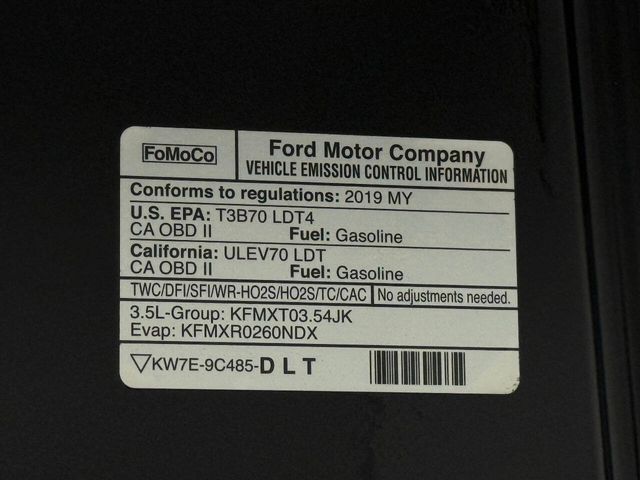 FoMoCo
Ford Motor Company
VEHICLE EMISSION CONTROL INFORMATION
Conforms to regulations: 2019 MY
U.S. EPA: T3B70 LDT4
CA OBD II Fuel: Gasoline
California: ULEV70 LDT
CA OBD II Fuel: Gasoline
TWC/DFI/SFI/WR-HO2S/HO2S/TC/CAC No adjustments needed.
3.5L-Group: KFMXT03.54JK
Evap: KFMXR0260NDX
KW7E-9C485-DLT